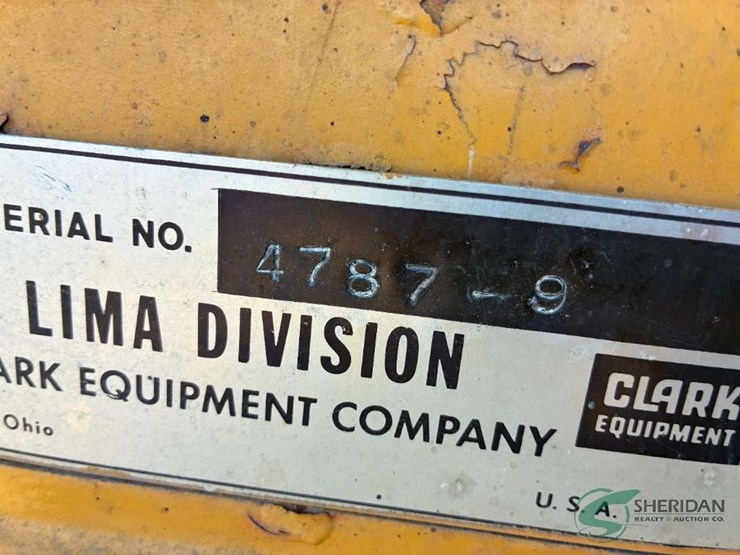 ERIAL NO. 4787-9
LIMA DIVISION
ARK EQUIPMENT COMPANY
Ohio
CLARK
EQUIPMENT
U. S. A.
SHERIDAN
REALTY & AUCTION CO.